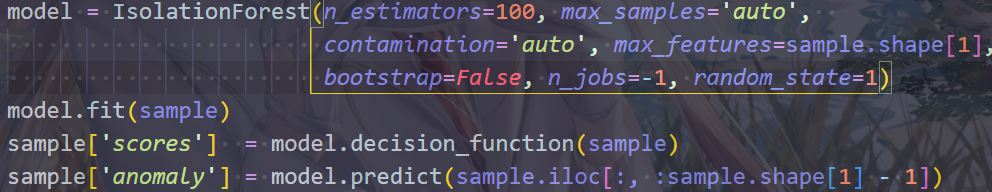 model = IsolationForest(n_estimators=100, max_samples='auto',
                        contamination='auto', max_features=sample.shape[1],
                        bootstrap=False, n_jobs=-1, random_state=1)
model.fit(sample)
sample['scores']  = model.decision_function(sample)
sample['anomaly'] = model.predict(sample.iloc[:, :sample.shape[1] - 1])